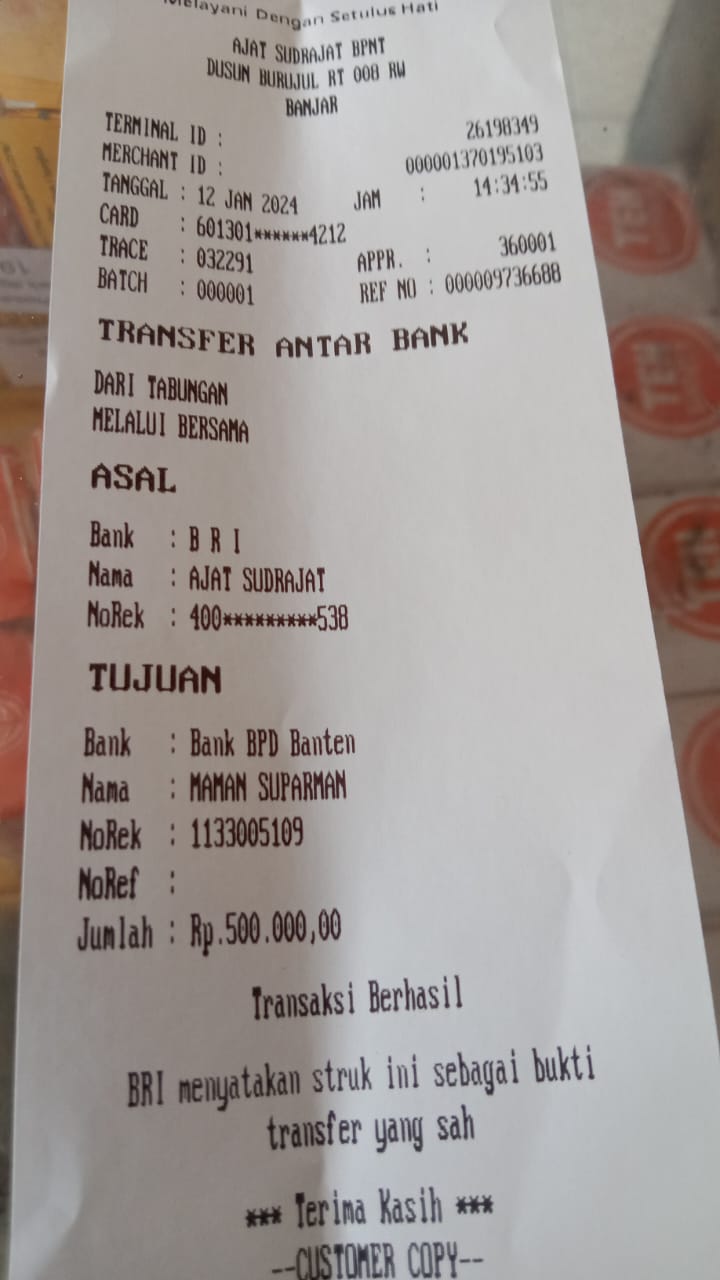 Melayani Dengan Setulus Hati
AJAT SUDRAJAT BPNT
DUSUN BURUJUL RT 008 RW
BANJAR
TERMINAL ID : 26198349
MERCHANT ID : 000001370195103
TANGGAL : 12 JAN 2024 JAM : 14:34:55
CARD : 601301******4212
TRACE : 032291 APPR. : 360001
BATCH : 000001 REF NO : 000009736688
TRANSFER ANTAR BANK
DARI TABUNGAN
MELALUI BERSAMA
ASAL
Bank : B R I
Nama : AJAT SUDRAJAT
NoRek : 400*********538
TUJUAN
Bank : Bank BPD Banten
Nama : MAMAN SUPARMAN
NoRek : 1133005109
NoRef :
Jumlah : Rp.500.000,00
Transaksi Berhasil
BRI menyatakan struk ini sebagai bukti
transfer yang sah
*** Terima Kasih ***
--CUSTOMER COPY--